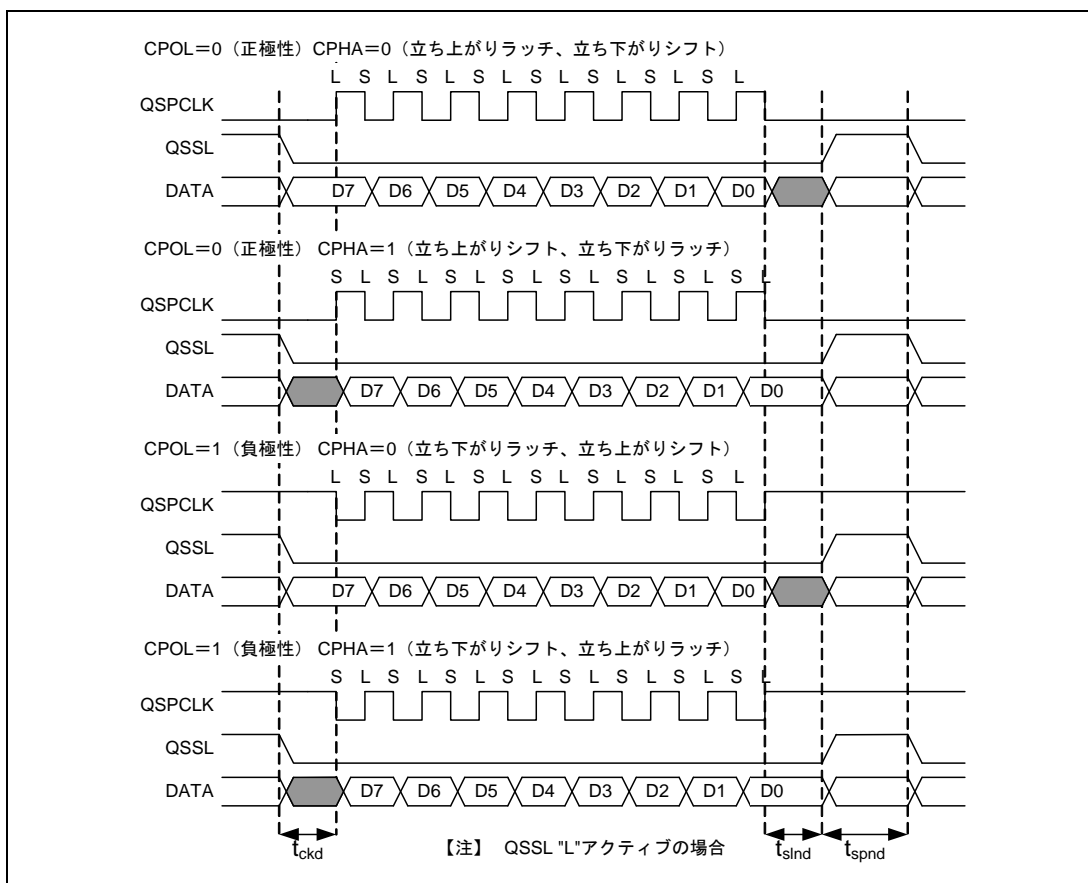 CPOL=0（正極性）CPHA=0（立ち上がりラッチ、立ち下がりシフト）
L S L S L S L S L S L S L S L
QSPCLK
QSSL
DATA D7 D6 D5 D4 D3 D2 D1 D0
CPOL=0（正極性）CPHA=1（立ち上がりシフト、立ち下がりラッチ）
S L S L S L S L S L S L S L S L
QSPCLK
QSSL
DATA D7 D6 D5 D4 D3 D2 D1 D0
CPOL=1（負極性）CPHA=0（立ち下がりラッチ、立ち上がりシフト）
L S L S L S L S L S L S L S L
QSPCLK
QSSL
DATA D7 D6 D5 D4 D3 D2 D1 D0
CPOL=1（負極性）CPHA=1（立ち下がりシフト、立ち上がりラッチ）
S L S L S L S L S L S L S L S L
QSPCLK
QSSL
DATA D7 D6 D5 D4 D3 D2 D1 D0
tckd 【注】 QSSL "L"アクティブの場合 tslnd tspnd